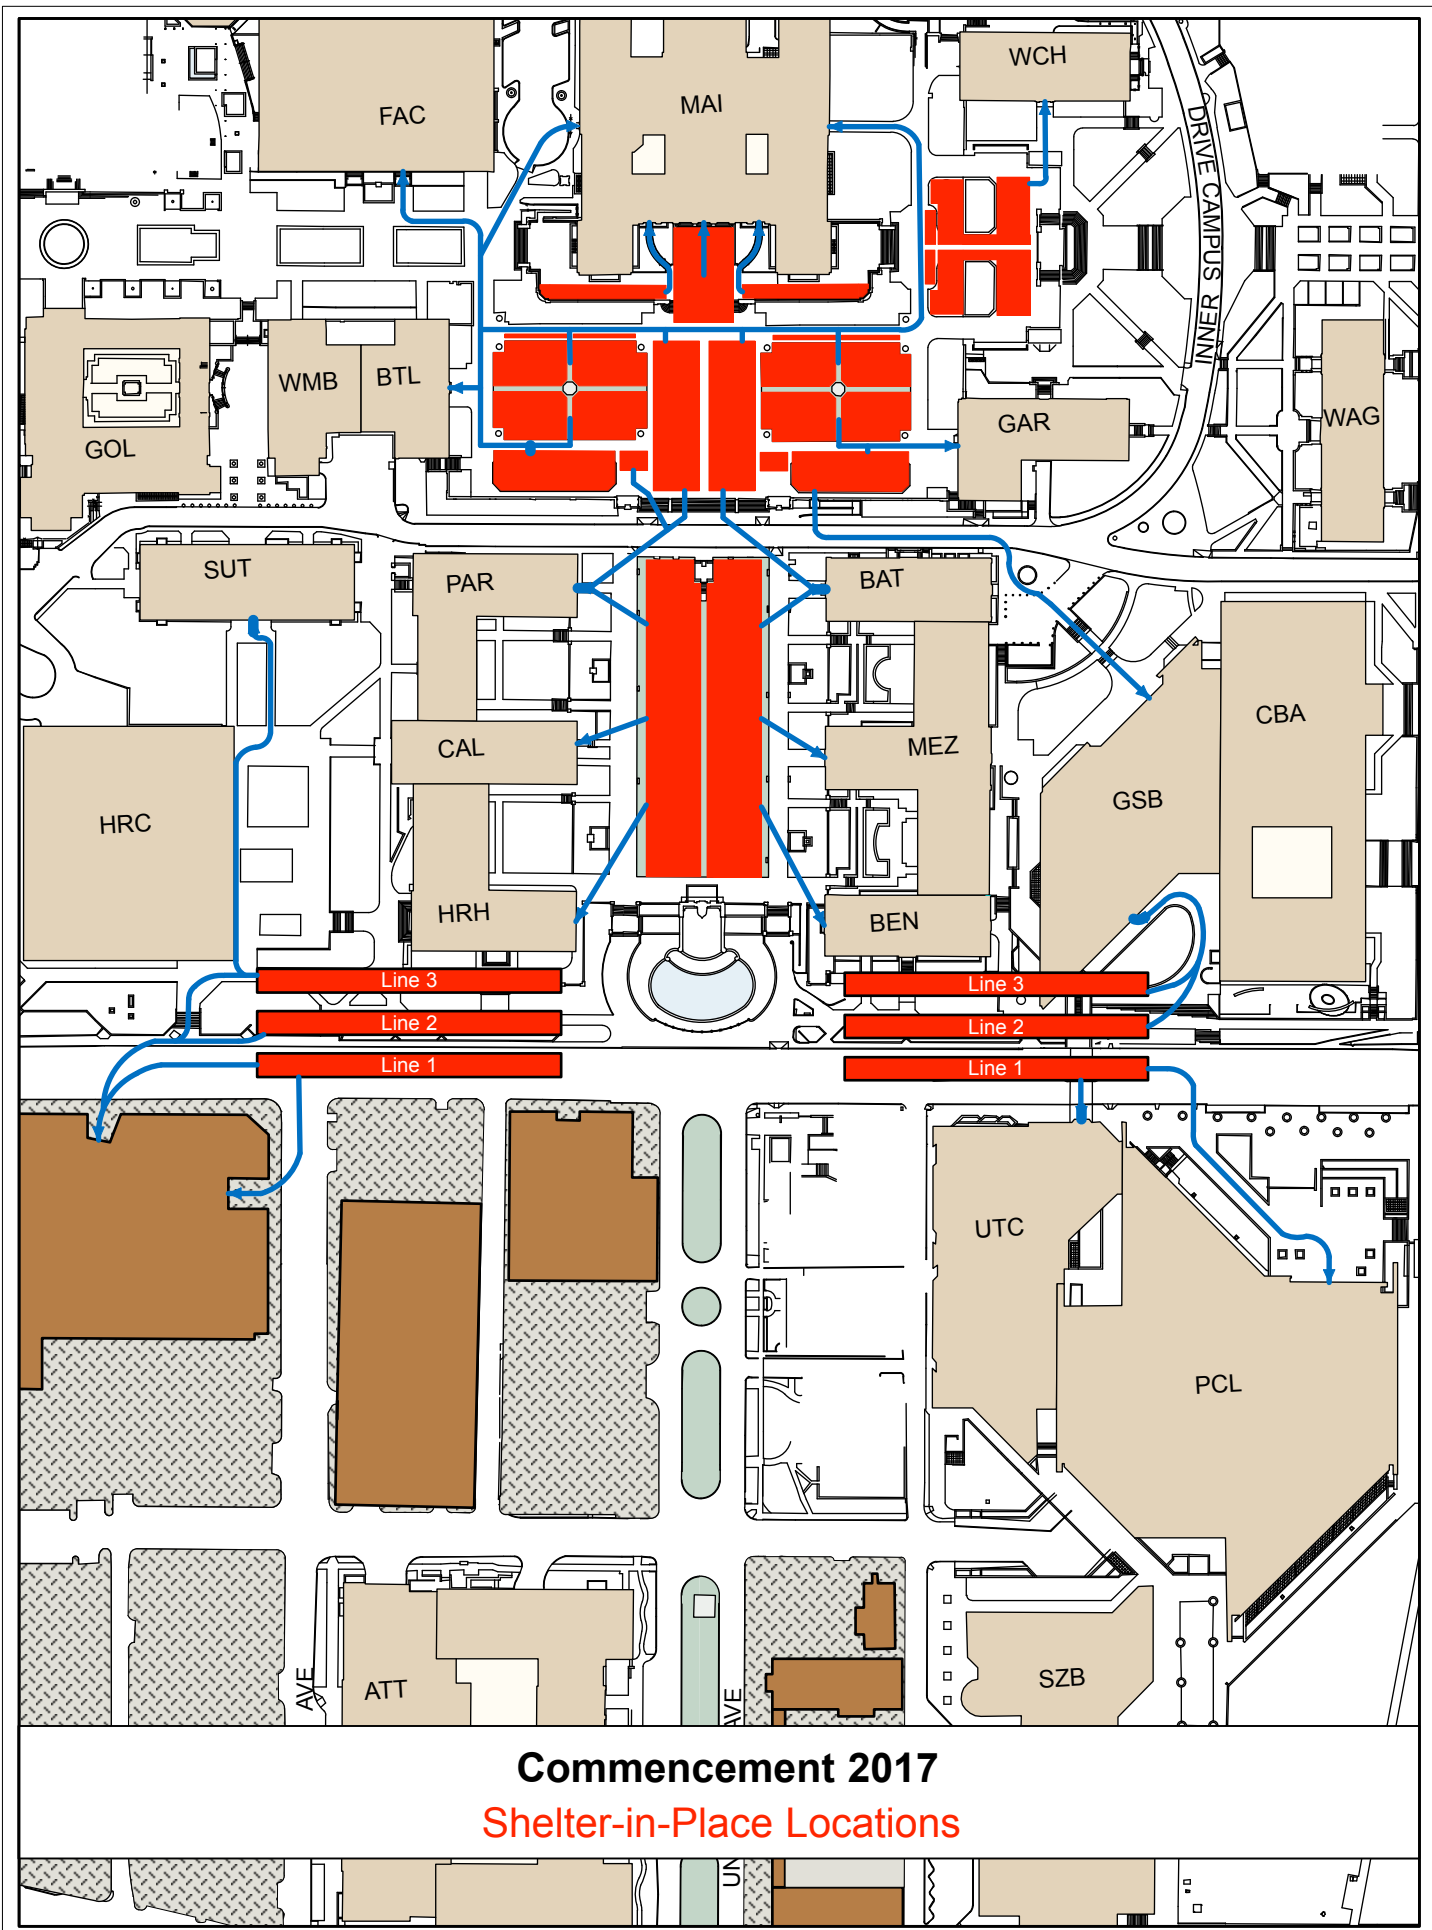 WCH
MAI
FAC
DRIVE CAMPUS RENNI
WMB
BTL
GOL
GAR
WAG
SUT
PAR
BAT
CAL
MEZ
CBA
HRC
GSB
HRH
BEN
Line 3
Line 3
Line 2
Line 2
Line 1
Line 1
UTC
PCL
SZB
ATT
AVE
AVE
UN
Commencement 2017
Shelter-in-Place Locations